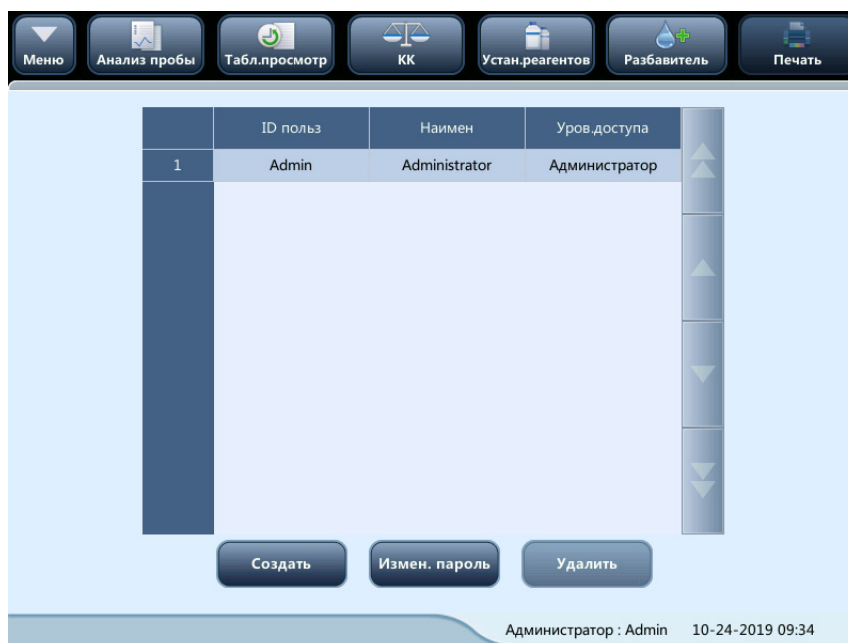 Меню Анализ пробы Табл.просмотр КК Устан.реагентов Разбавитель Печать
ID польз Наимен Уров.доступа
1 Admin Administrator Администратор
Создать Измен. пароль Удалить
Администратор : Admin 10-24-2019 09:34